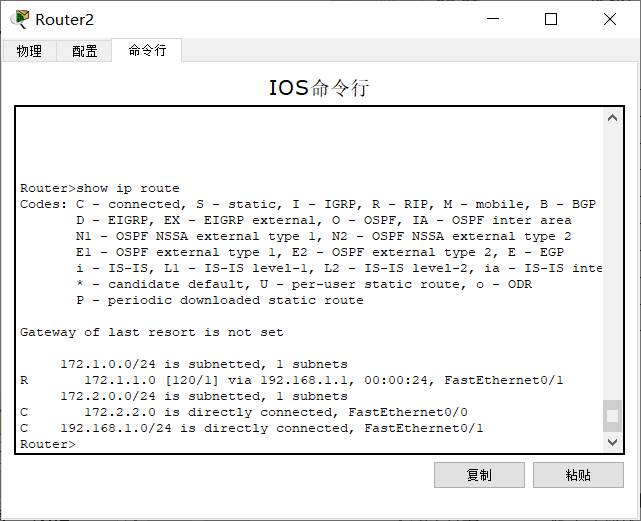 Router2
物理 配置 命令行
IOS命令行
Router>show ip route
Codes: C - connected, S - static, I - IGRP, R - RIP, M - mobile, B - BGP
D - EIGRP, EX - EIGRP external, O - OSPF, IA - OSPF inter area
N1 - OSPF NSSA external type 1, N2 - OSPF NSSA external type 2
E1 - OSPF external type 1, E2 - OSPF external type 2, E - EGP
i - IS-IS, L1 - IS-IS level-1, L2 - IS-IS level-2, ia - IS-IS inte
* - candidate default, U - per-user static route, o - ODR
P - periodic downloaded static route
Gateway of last resort is not set
172.1.0.0/24 is subnetted, 1 subnets
R 172.1.1.0 [120/1] via 192.168.1.1, 00:00:24, FastEthernet0/1
172.2.0.0/24 is subnetted, 1 subnets
C 172.2.2.0 is directly connected, FastEthernet0/0
C 192.168.1.0/24 is directly connected, FastEthernet0/1
Router>
复制 粘贴